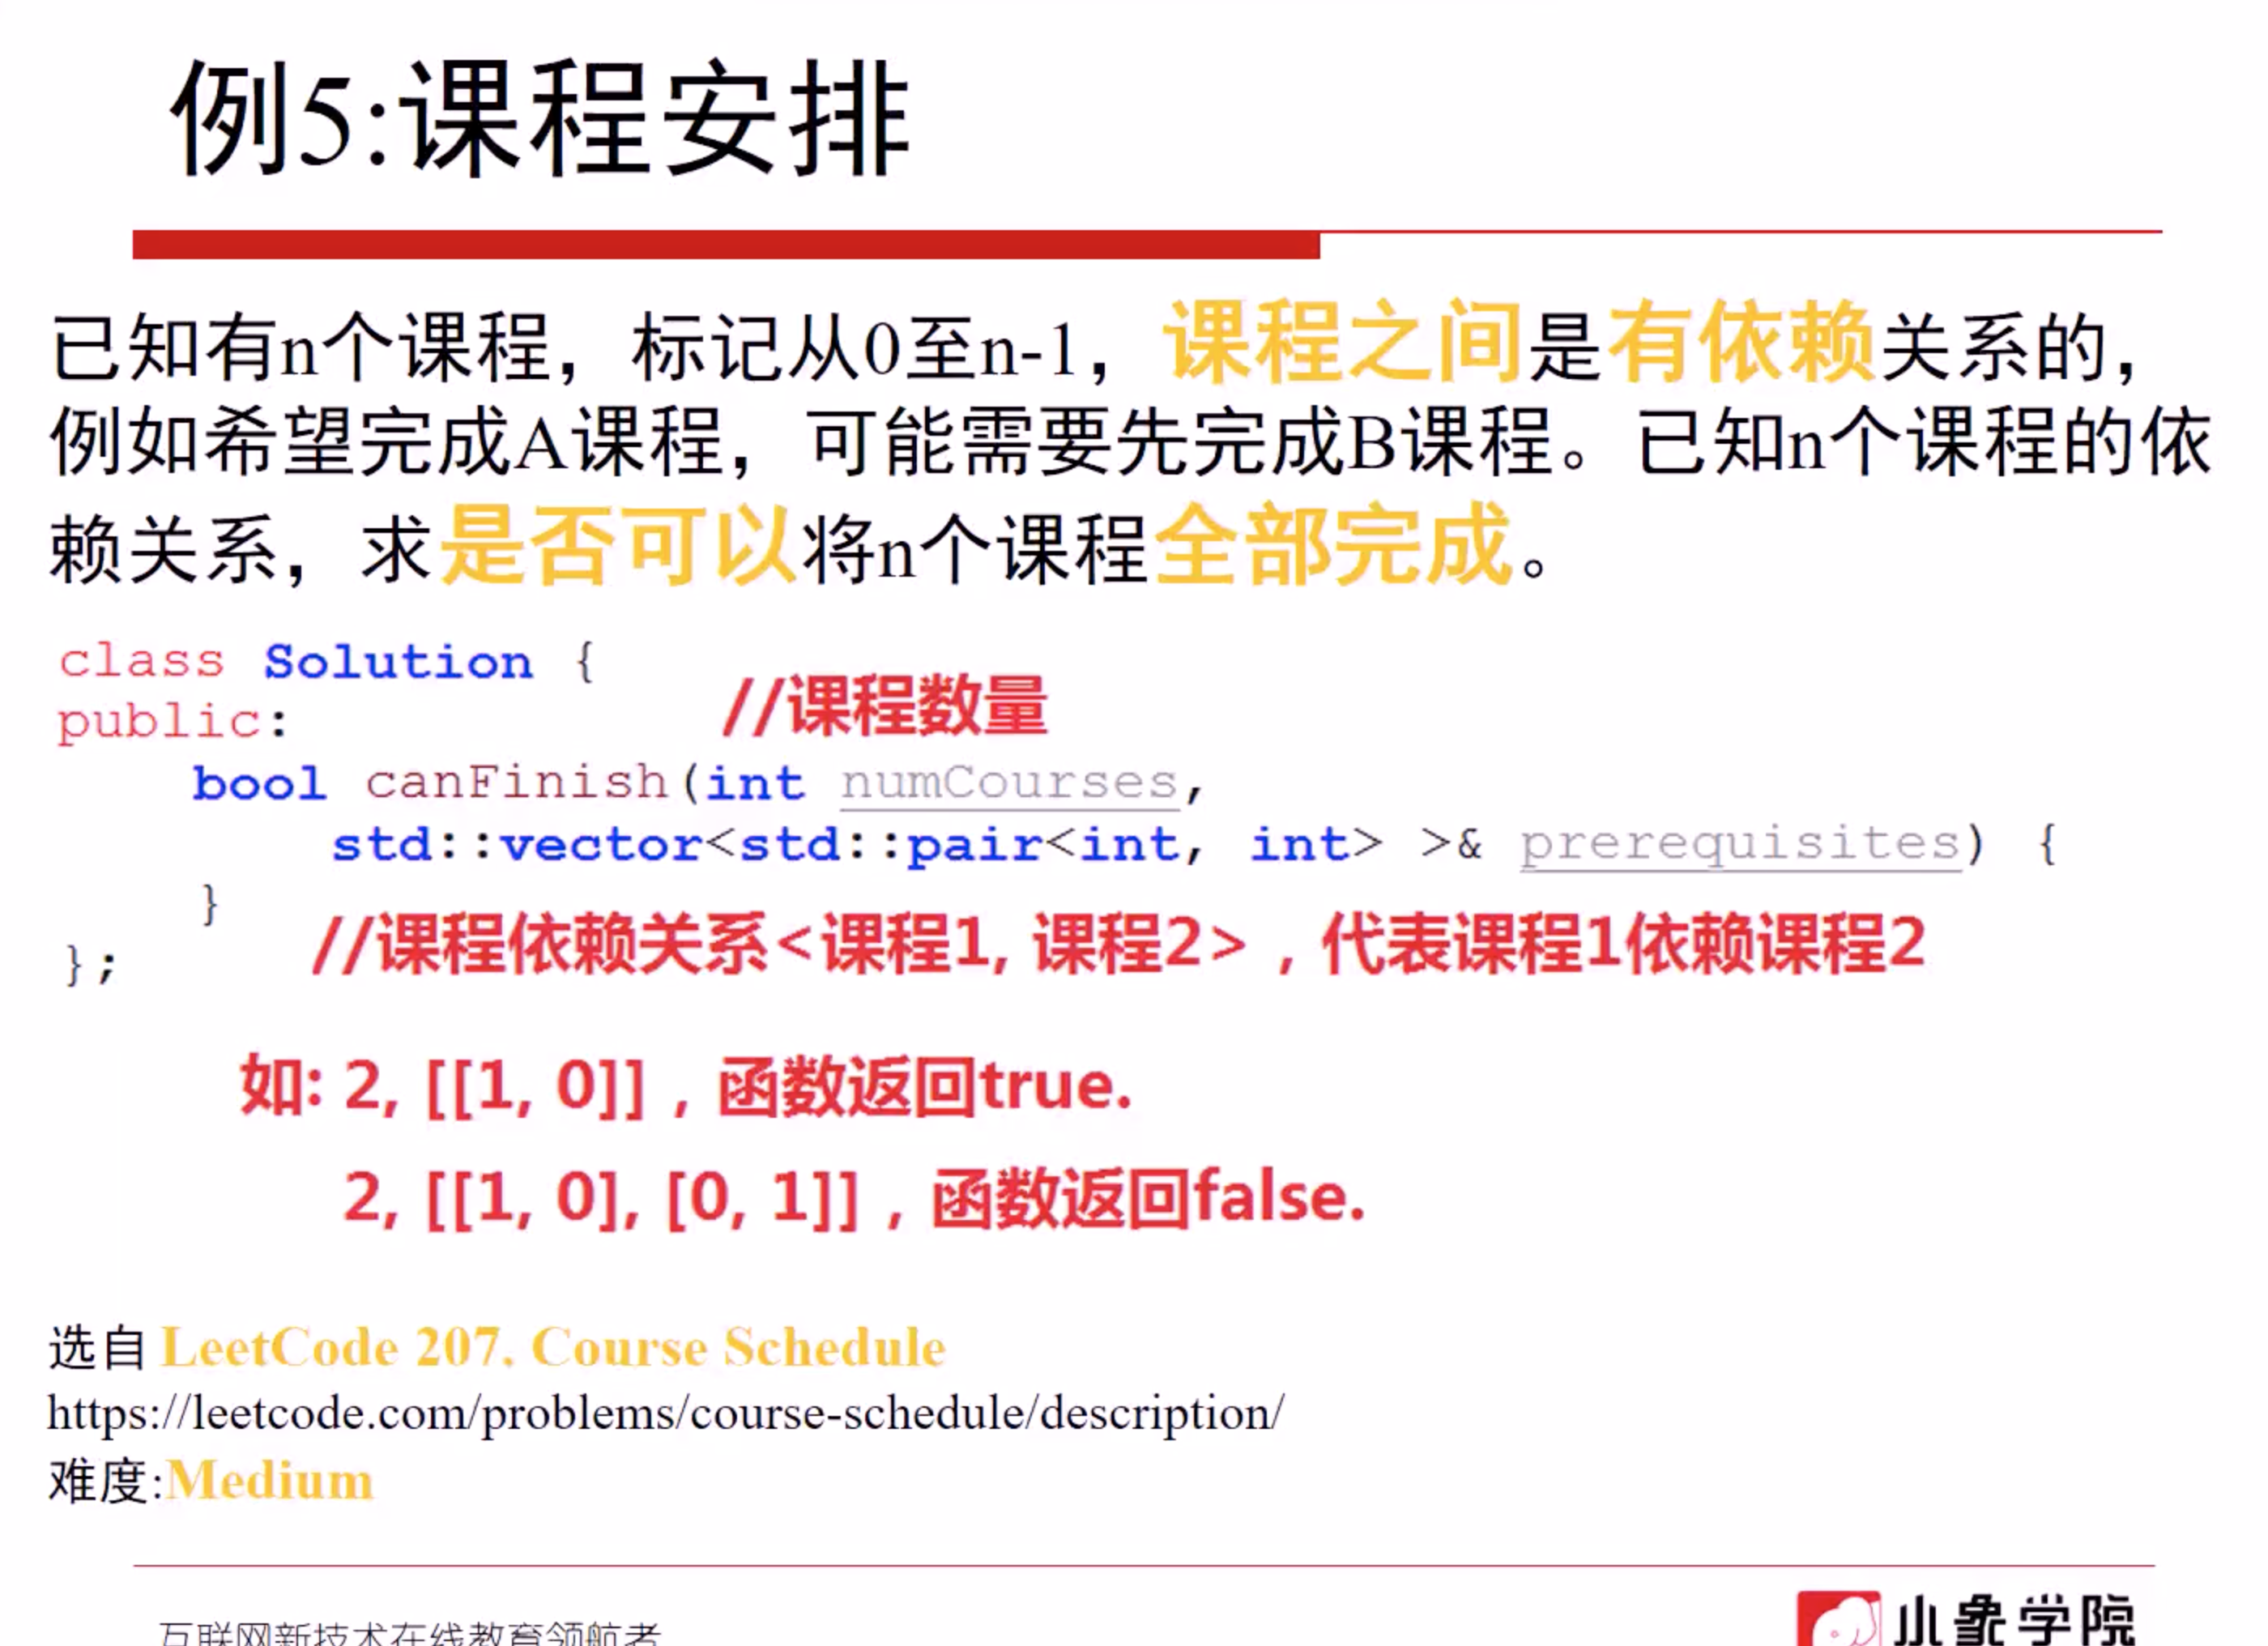 例5:课程安排
已知有n个课程，标记从0至n-1，课程之间是有依赖关系的，
例如希望完成A课程，可能需要先完成B课程。已知n个课程的依
赖关系，求是否可以将n个课程全部完成。
class Solution {
//课程数量
public:
bool canFinish(int numCourses,
std::vector<std::pair<int, int> >& prerequisites) {
}
//课程依赖关系<课程1, 课程2>，代表课程1依赖课程2
};
如: 2, [[1, 0]]，函数返回true.
2, [[1, 0], [0, 1]]，函数返回false.
选自 LeetCode 207. Course Schedule
https://leetcode.com/problems/course-schedule/description/
难度:Medium
互联网新技术在线教育领航者
小象学院